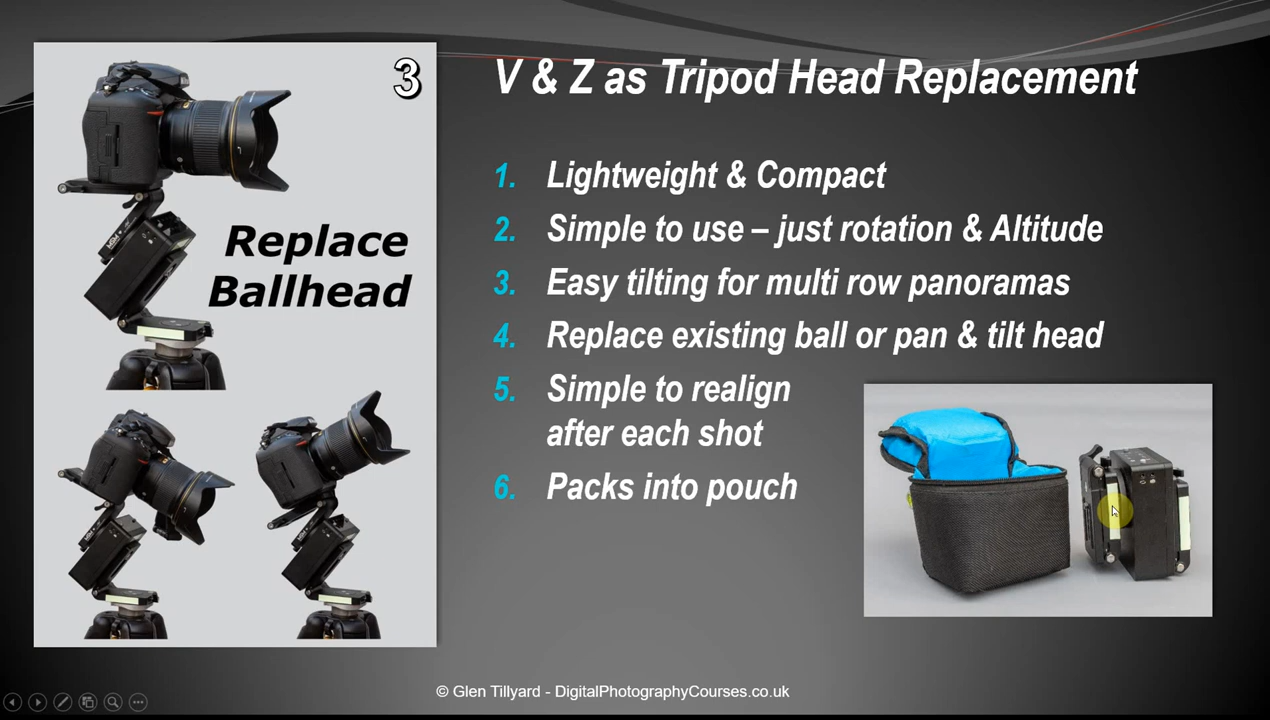 3
Replace
Ballhead
V & Z as Tripod Head Replacement
1. Lightweight & Compact
2. Simple to use – just rotation & Altitude
3. Easy tilting for multi row panoramas
4. Replace existing ball or pan & tilt head
5. Simple to realign
after each shot
6. Packs into pouch
© Glen Tillyard - DigitalPhotographyCourses.co.uk